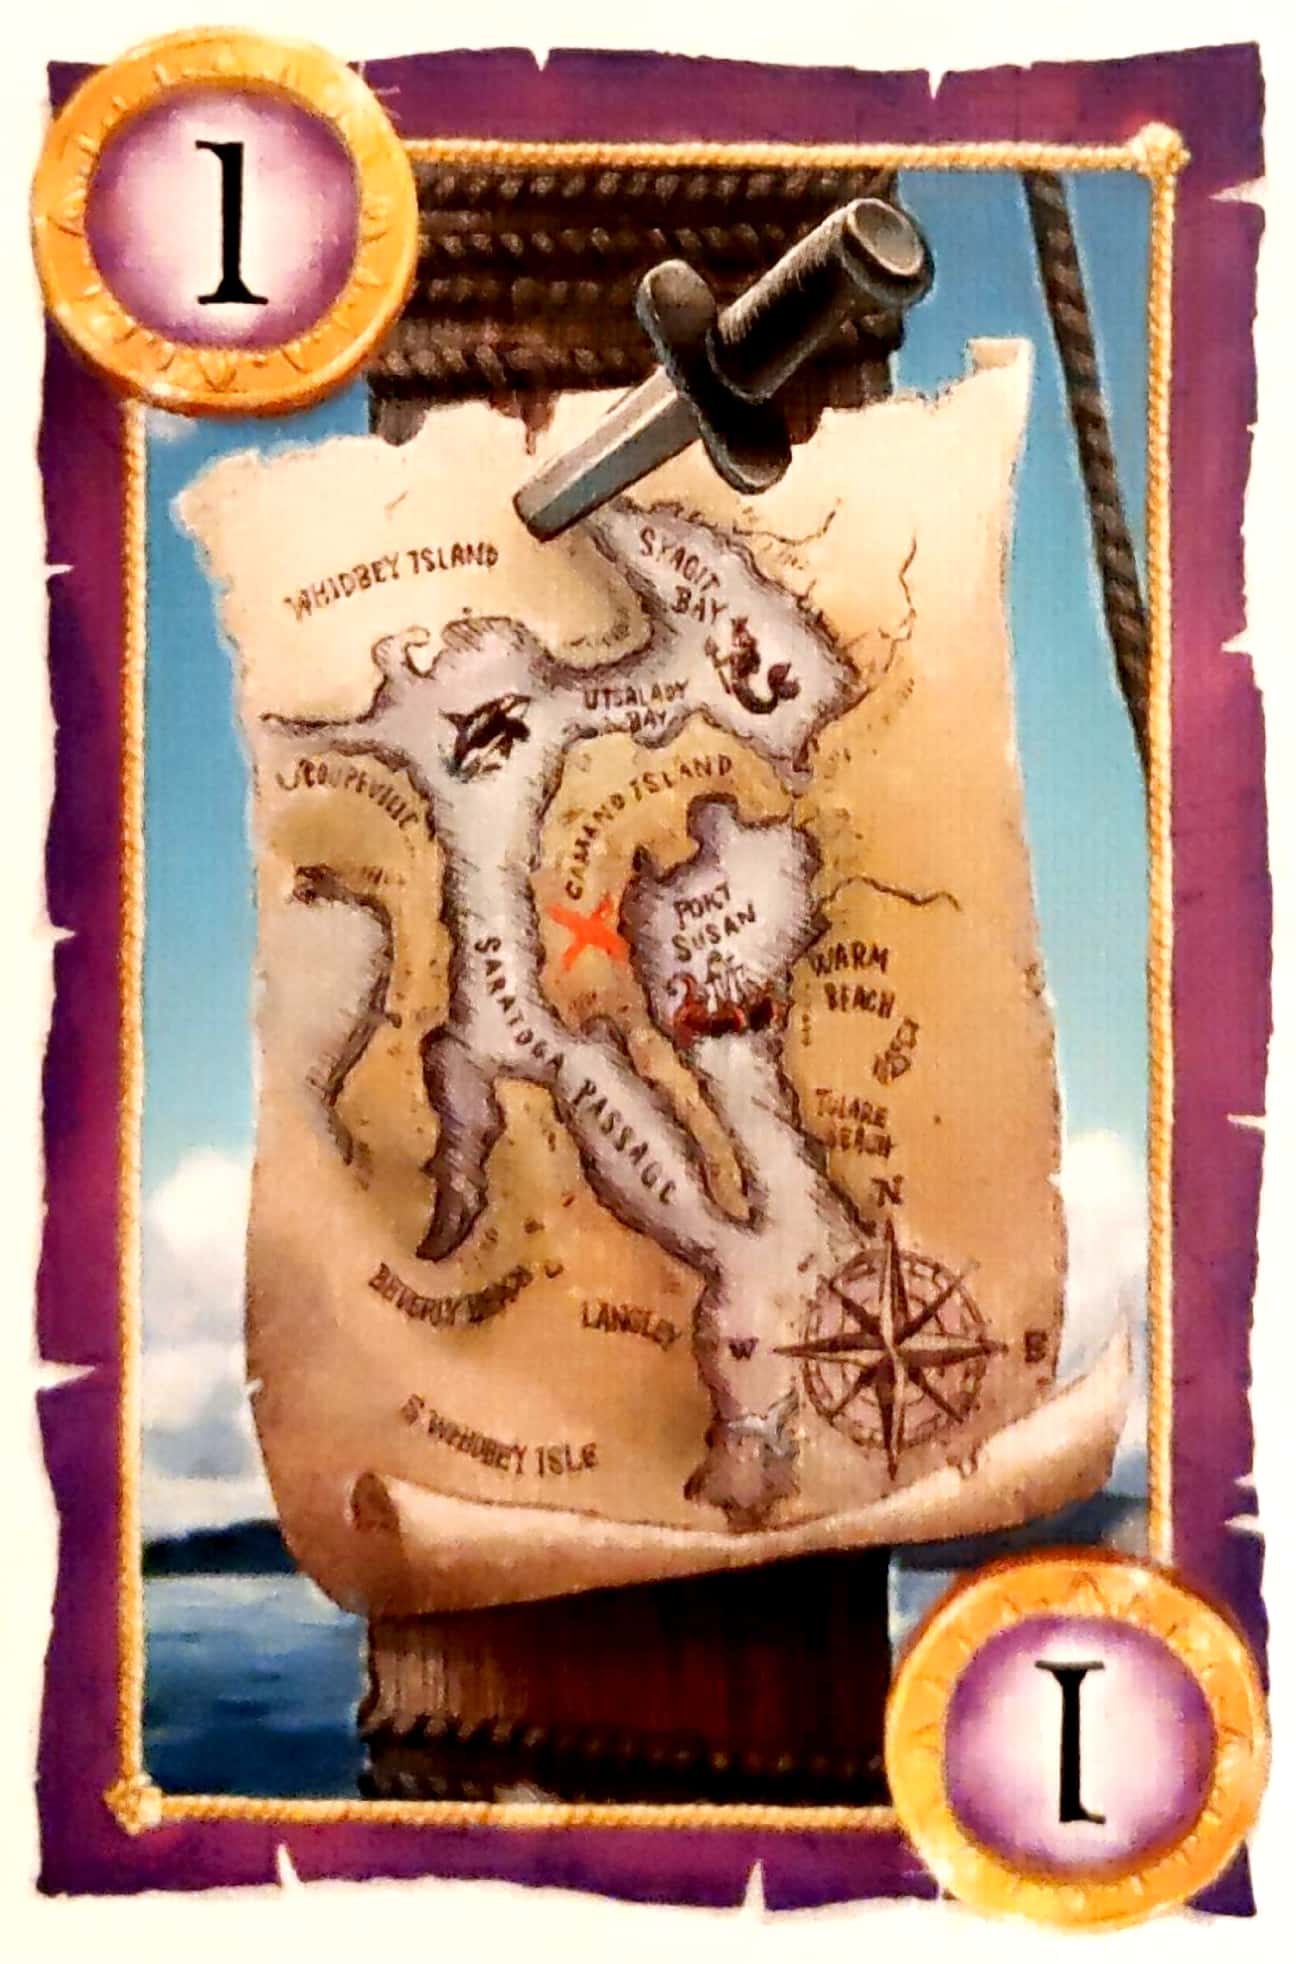 1
WHIDBEY ISLAND
SKAGIT
BAY
UTSALADY
BAY
COUPEVILLE
CAMANO ISLAND
PORT
SUSAN
SARATOGA PASSAGE
WARM
BEACH
TULARE
BEACH
N
W
E
BEVERLY BEACH
LANGLEY
S. WHIDBEY ISLE
1